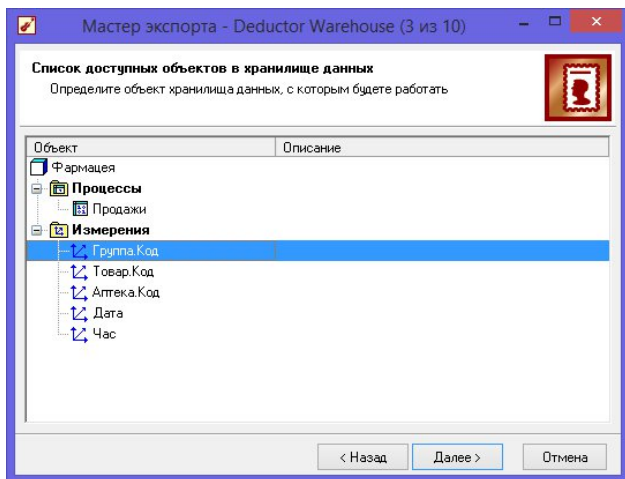 Мастер экспорта - Deductor Warehouse (3 из 10)
Список доступных объектов в хранилище данных
Определите объект хранилища данных, с которым будете работать
Объект Описание
Фармацея
Процессы
Продажи
Измерения
Группа.Код
Товар.Код
Аптека.Код
Дата
Час
< Назад Далее > Отмена